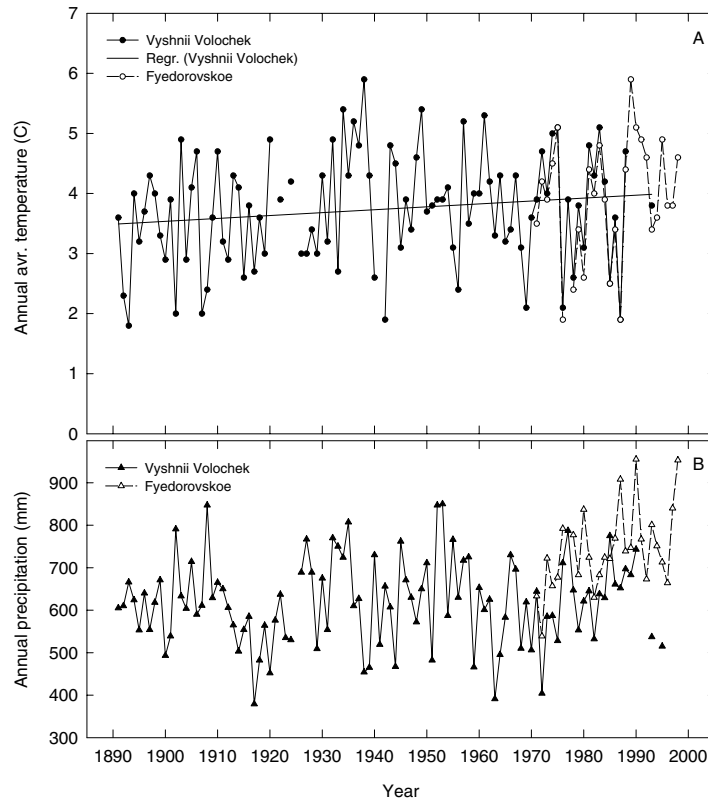 7
6
5
4
3
2
1
0
Annual avr. temperature (C)
Vyshnii Volochek
Regr. (Vyshnii Volochek)
Fyedorovskoe
A
900
800
700
600
500
400
300
Annual precipitation (mm)
Vyshnii Volochek
Fyedorovskoe
B
1890 1900 1910 1920 1930 1940 1950 1960 1970 1980 1990 2000
Year